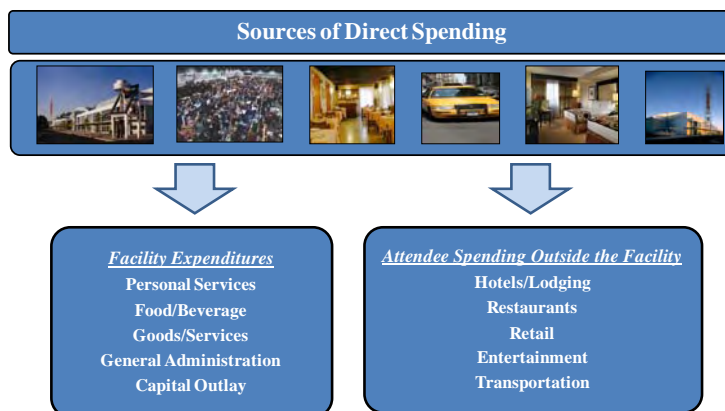 Sources of Direct Spending
Facility Expenditures
Personal Services
Food/Beverage
Goods/Services
General Administration
Capital Outlay
Attendee Spending Outside the Facility
Hotels/Lodging
Restaurants
Retail
Entertainment
Transportation